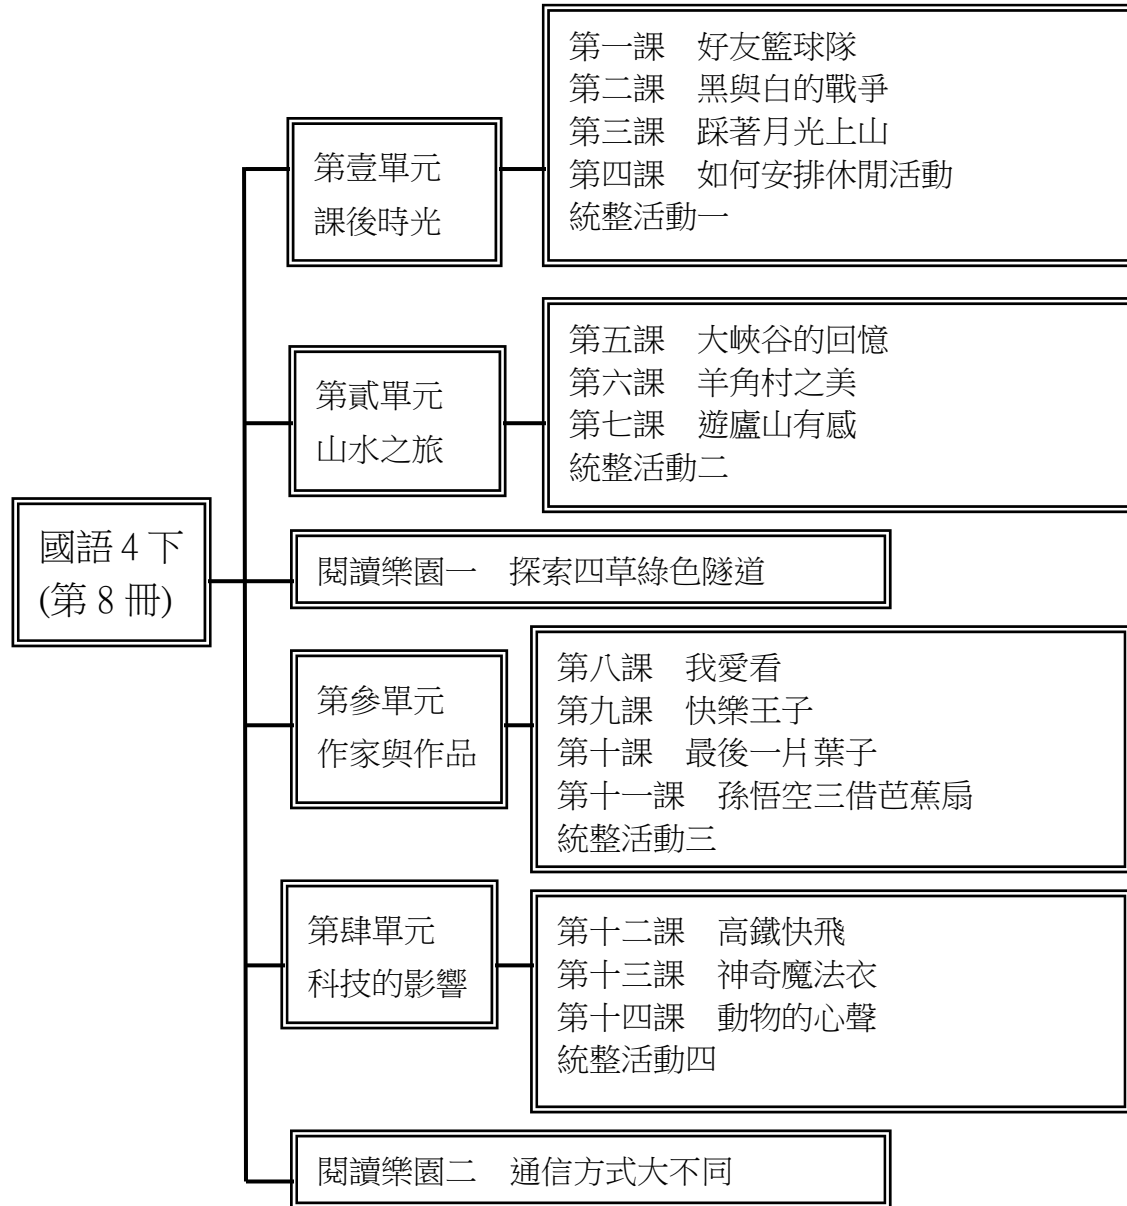 國語 4 下
(第 8 冊)
第壹單元
課後時光
第一課　好友籃球隊
第二課　黑與白的戰爭
第三課　踩著月光上山
第四課　如何安排休閒活動
統整活動一
第貳單元
山水之旅
第五課　大峽谷的回憶
第六課　羊角村之美
第七課　遊廬山有感
統整活動二
閱讀樂園一　探索四草綠色隧道
第參單元
作家與作品
第八課　我愛看
第九課　快樂王子
第十課　最後一片葉子
第十一課　孫悟空三借芭蕉扇
統整活動三
第肆單元
科技的影響
第十二課　高鐵快飛
第十三課　神奇魔法衣
第十四課　動物的心聲
統整活動四
閱讀樂園二　通信方式大不同